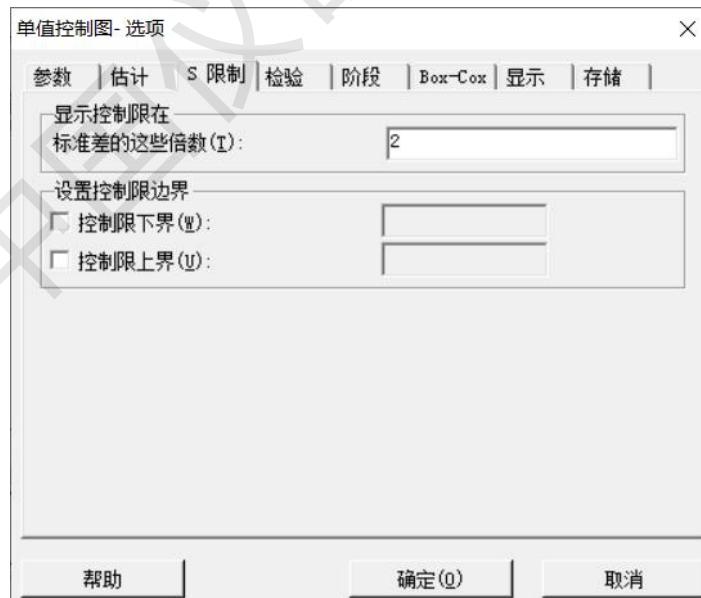 单值控制图- 选项
参数 估计 S 限制 检验 阶段 Box-Cox 显示 存储
显示控制限在
标准差的这些倍数(T): 2
设置控制限边界
控制限下界(W):
控制限上界(U):
帮助 确定(O) 取消